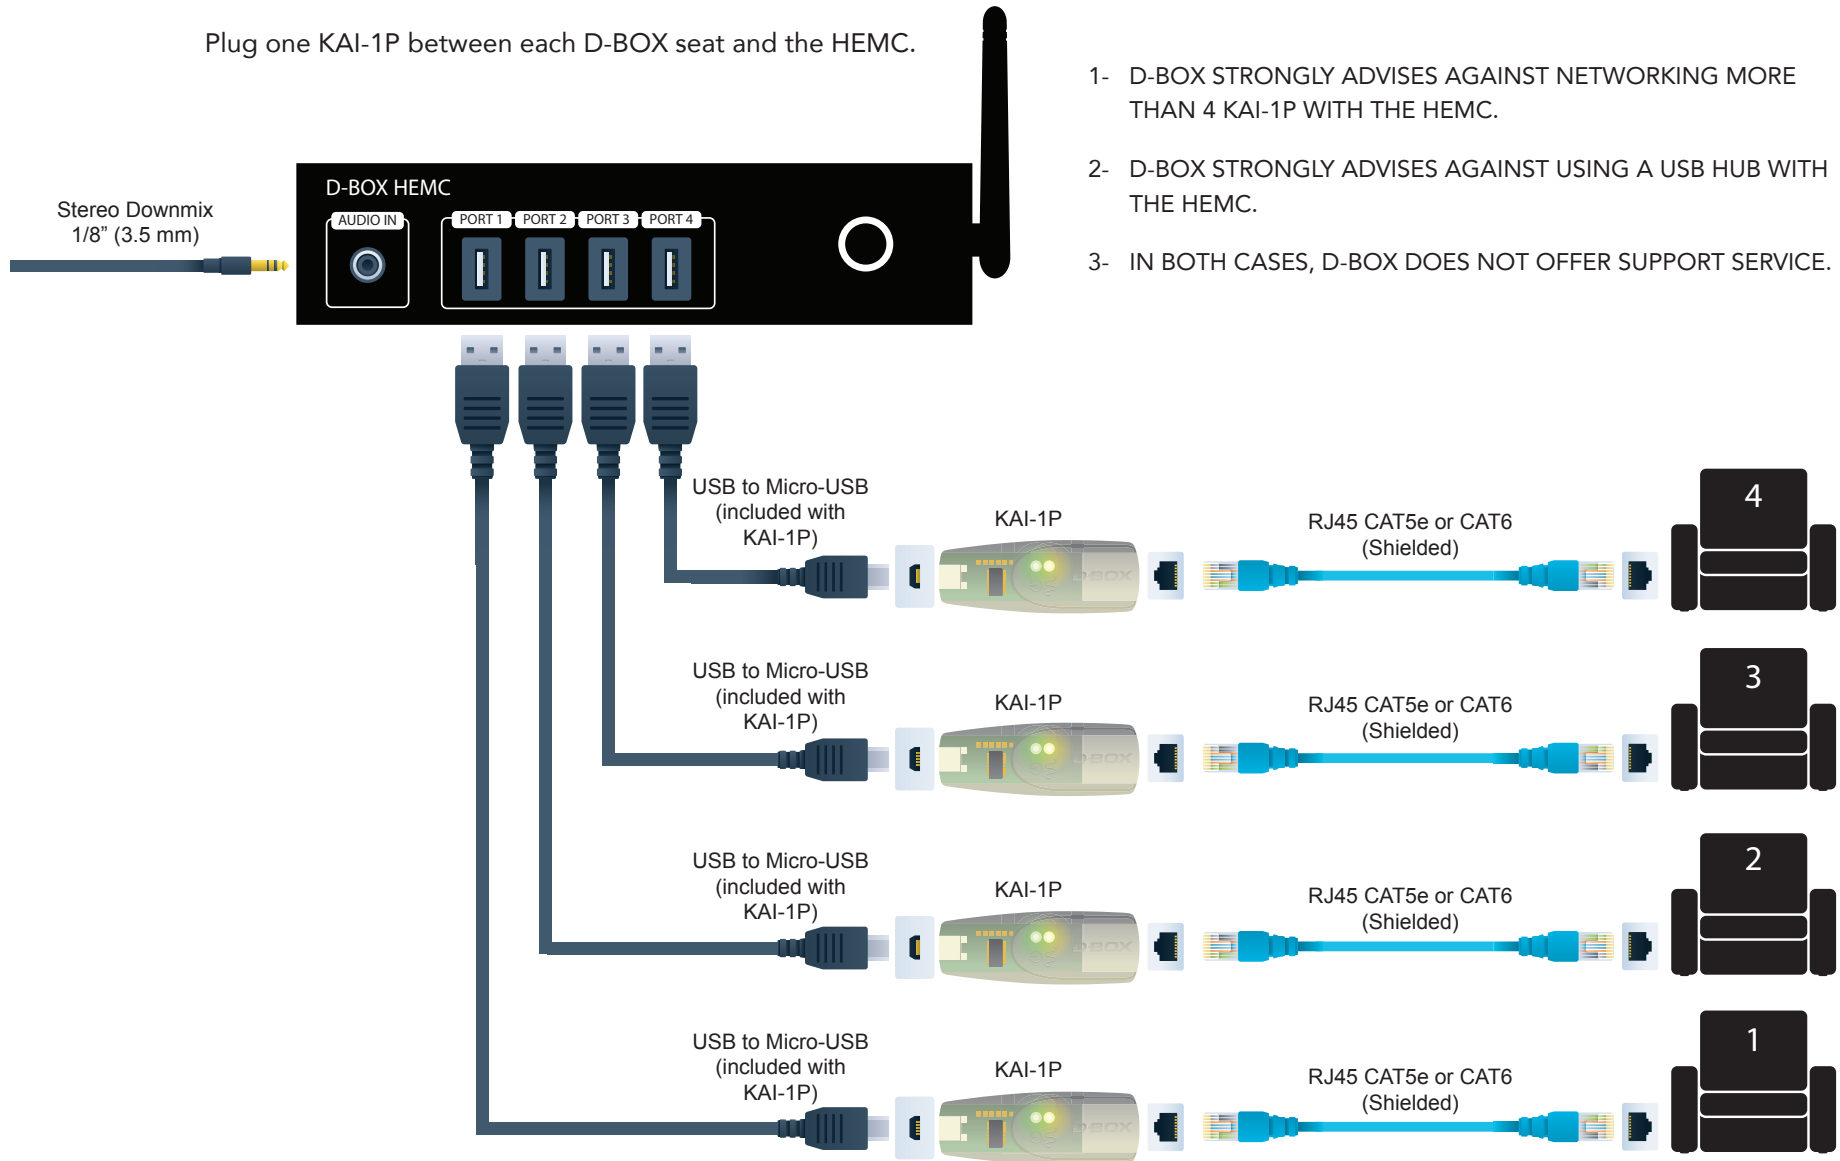 Plug one KAI-1P between each D-BOX seat and the HEMC.
1- D-BOX STRONGLY ADVISES AGAINST NETWORKING MORE
THAN 4 KAI-1P WITH THE HEMC.
2- D-BOX STRONGLY ADVISES AGAINST USING A USB HUB WITH
THE HEMC.
3- IN BOTH CASES, D-BOX DOES NOT OFFER SUPPORT SERVICE.
Stereo Downmix
1/8” (3.5 mm)
D-BOX HEMC
AUDIO IN
PORT 1 PORT 2 PORT 3 PORT 4
USB to Micro-USB
(included with
KAI-1P)
KAI-1P
D-BOX
RJ45 CAT5e or CAT6
(Shielded)
4
USB to Micro-USB
(included with
KAI-1P)
KAI-1P
D-BOX
RJ45 CAT5e or CAT6
(Shielded)
3
USB to Micro-USB
(included with
KAI-1P)
KAI-1P
D-BOX
RJ45 CAT5e or CAT6
(Shielded)
2
USB to Micro-USB
(included with
KAI-1P)
KAI-1P
D-BOX
RJ45 CAT5e or CAT6
(Shielded)
1